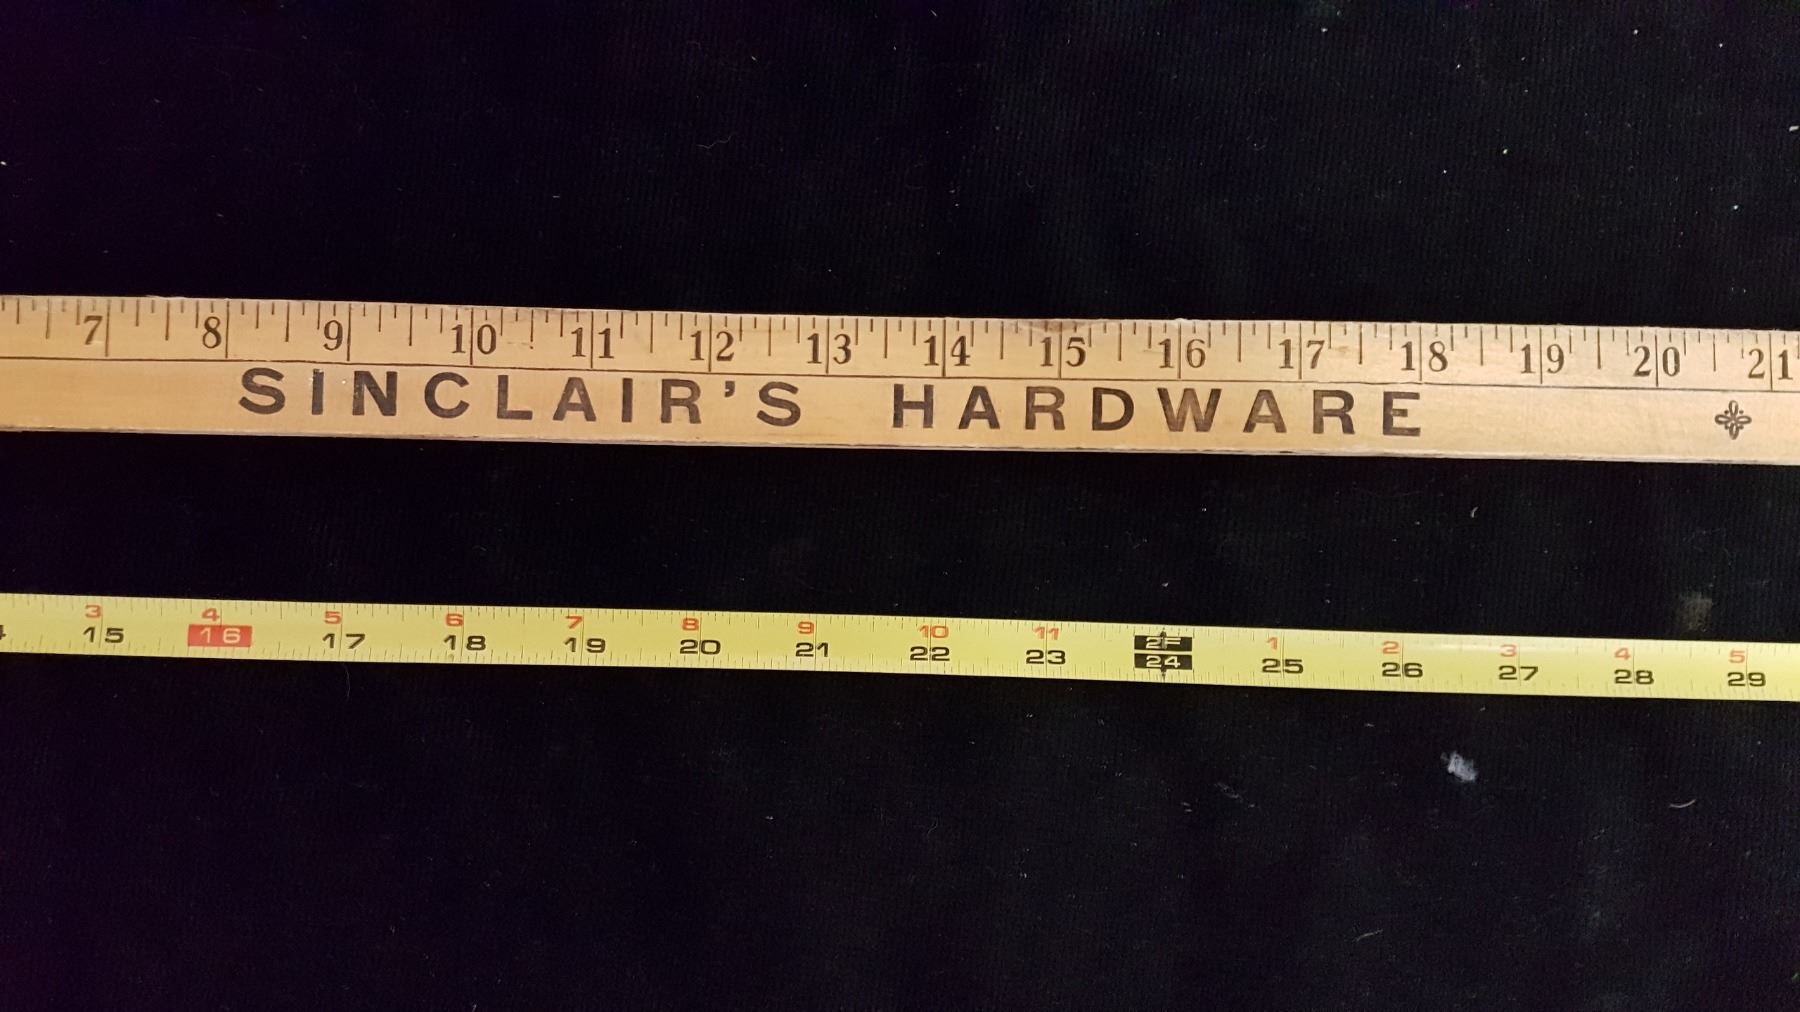 7 8 9 10 11 12 13 14 15 16 17 18 19 20 21
SINCLAIR'S HARDWARE
3 4 5 6 7 8 9 10 11 2F 1 2 3 4 5
15 16 17 18 19 20 21 22 23 24 25 26 27 28 29